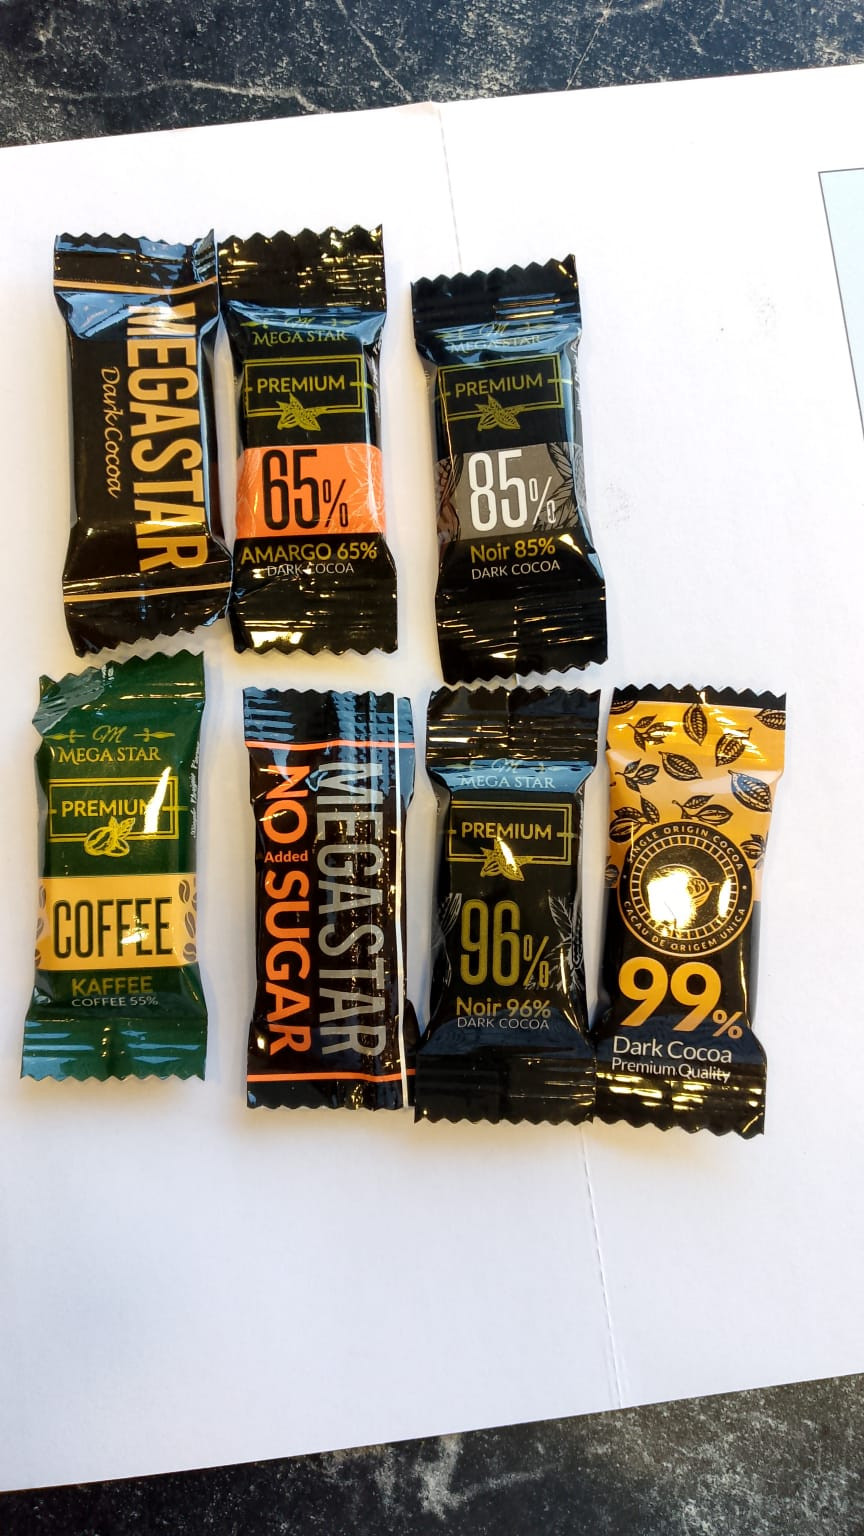 MEGASTAR
Dark Cocoa
MEGA STAR
PREMIUM
65%
AMARGO 65%
DARK COCOA
MEGA STAR
PREMIUM
85%
Noir 85%
DARK COCOA
MEGA STAR
PREMIUM
COFFEE
KAFFEE
COFFEE 55%
MEGASTAR
NO Added SUGAR
MEGA STAR
PREMIUM
96%
Noir 96%
DARK COCOA
SINGLE ORIGIN COCOA
CACAU DE ORIGEM UNICA
99%
Dark Cocoa
Premium Quality